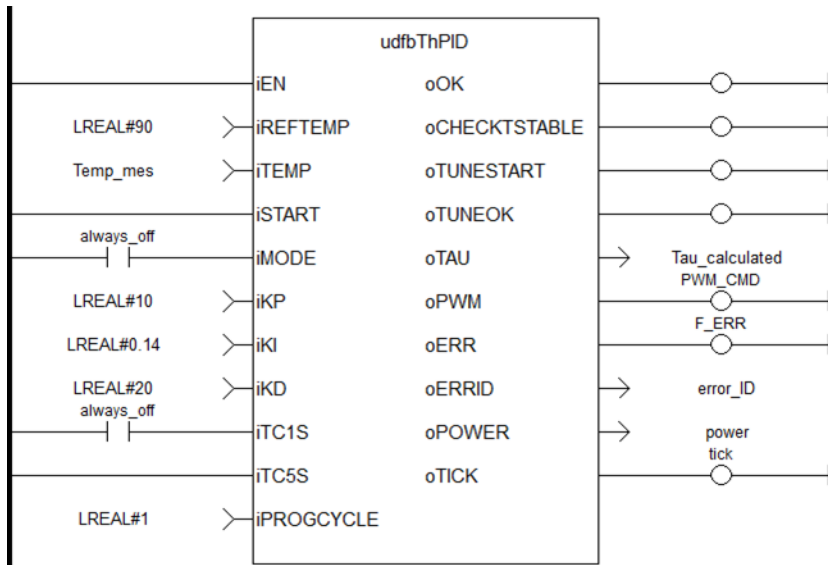 udfbThPID
iEN oOK
LREAL#90 iREFTEMP oCHECKTSTABLE
Temp_mes iTEMP oTUNESTART
iSTART oTUNEOK
always_off
iMODE oTAU Tau_calculated
PWM_CMD
LREAL#10 iKP oPWM
F_ERR
LREAL#0.14 iKI oERR
LREAL#20 iKD oERRID error_ID
always_off
iTC1S oPOWER power
tick
iTC5S oTICK
LREAL#1 iPROGCYCLE